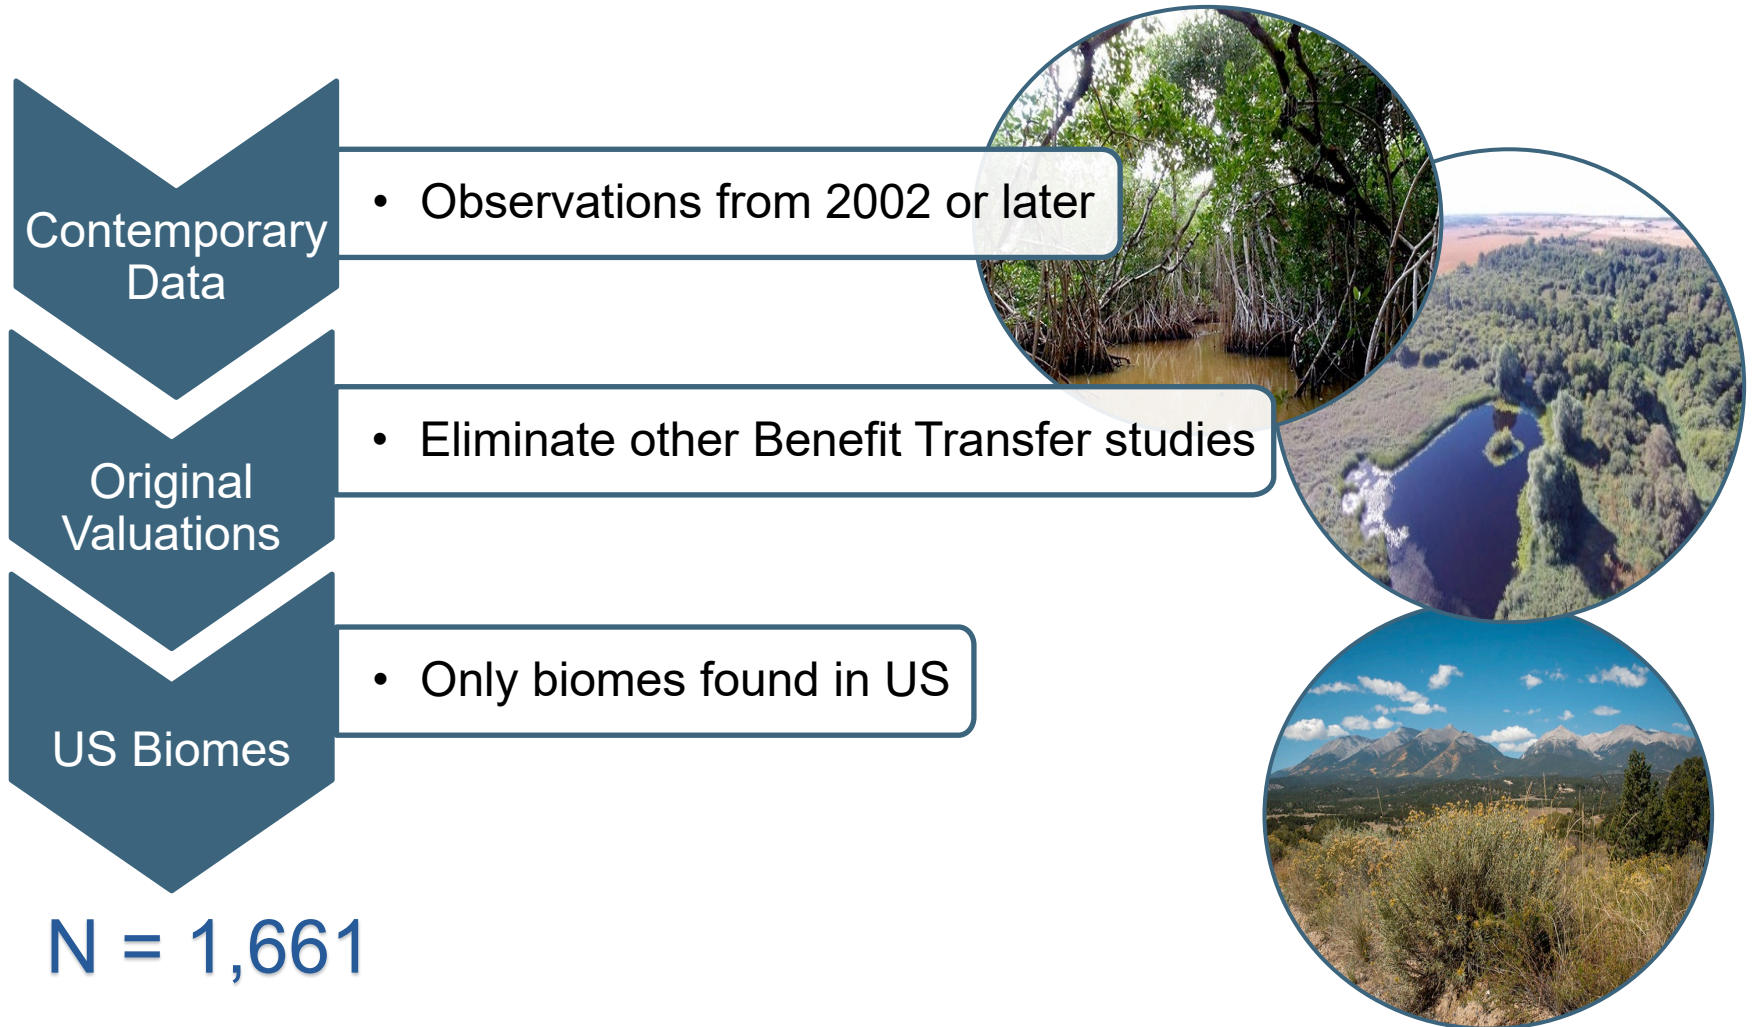 Contemporary
Data
• Observations from 2002 or later
Original
Valuations
• Eliminate other Benefit Transfer studies
US Biomes
• Only biomes found in US
N = 1,661